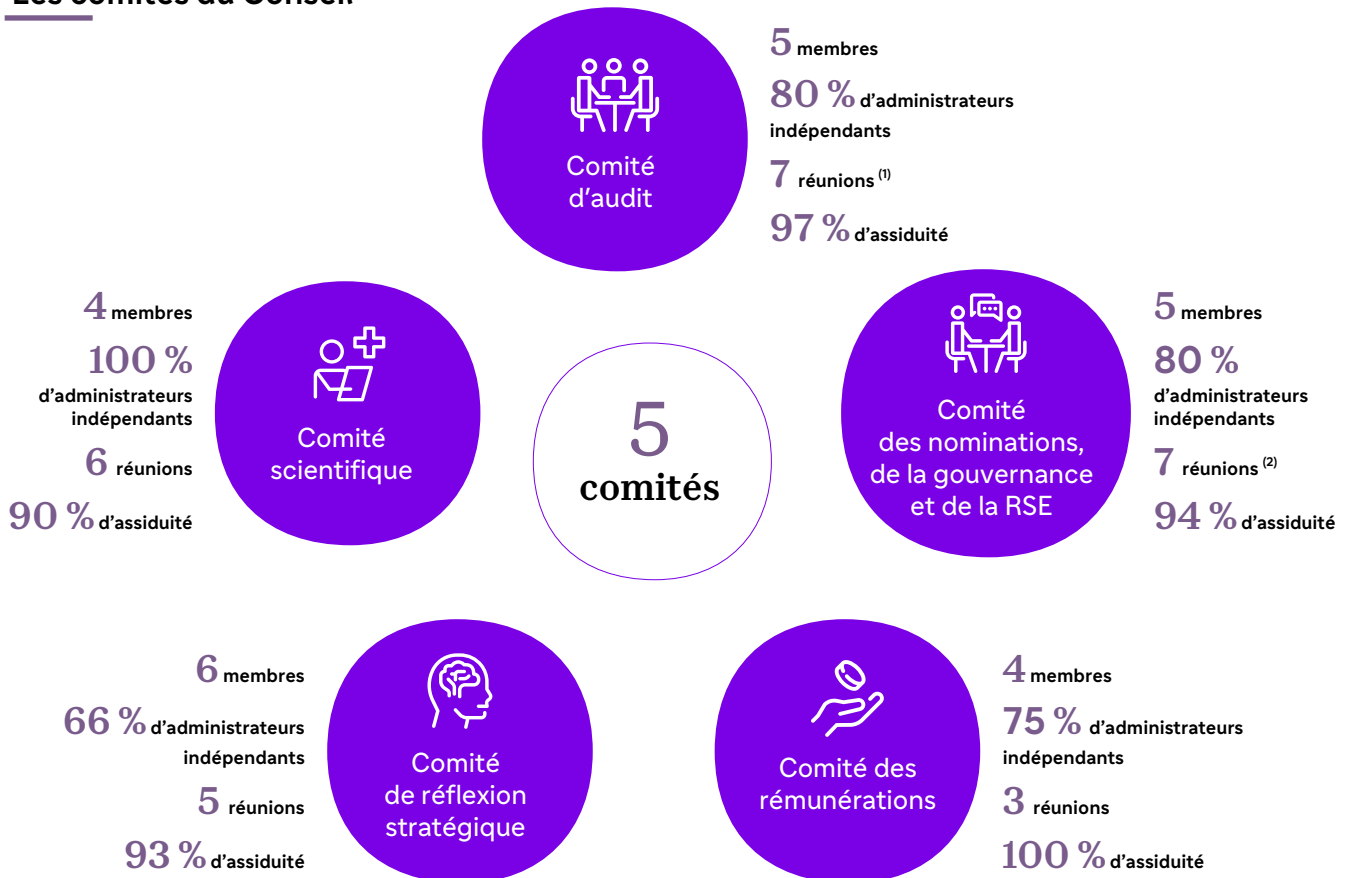 Les comités du Conseil
Comité
d'audit
5 membres
80 % d'administrateurs
indépendants
7 réunions (1)
97 % d'assiduité
4 membres
100 %
d'administrateurs
indépendants
6 réunions
90 % d'assiduité
Comité
scientifique
5
comités
Comité
des nominations,
de la gouvernance
et de la RSE
5 membres
80 %
d'administrateurs
indépendants
7 réunions (2)
94 % d'assiduité
6 membres
66 % d'administrateurs
indépendants
5 réunions
93 % d'assiduité
Comité
de réflexion
stratégique
Comité des
rémunérations
4 membres
75 % d'administrateurs
indépendants
3 réunions
100 % d'assiduité